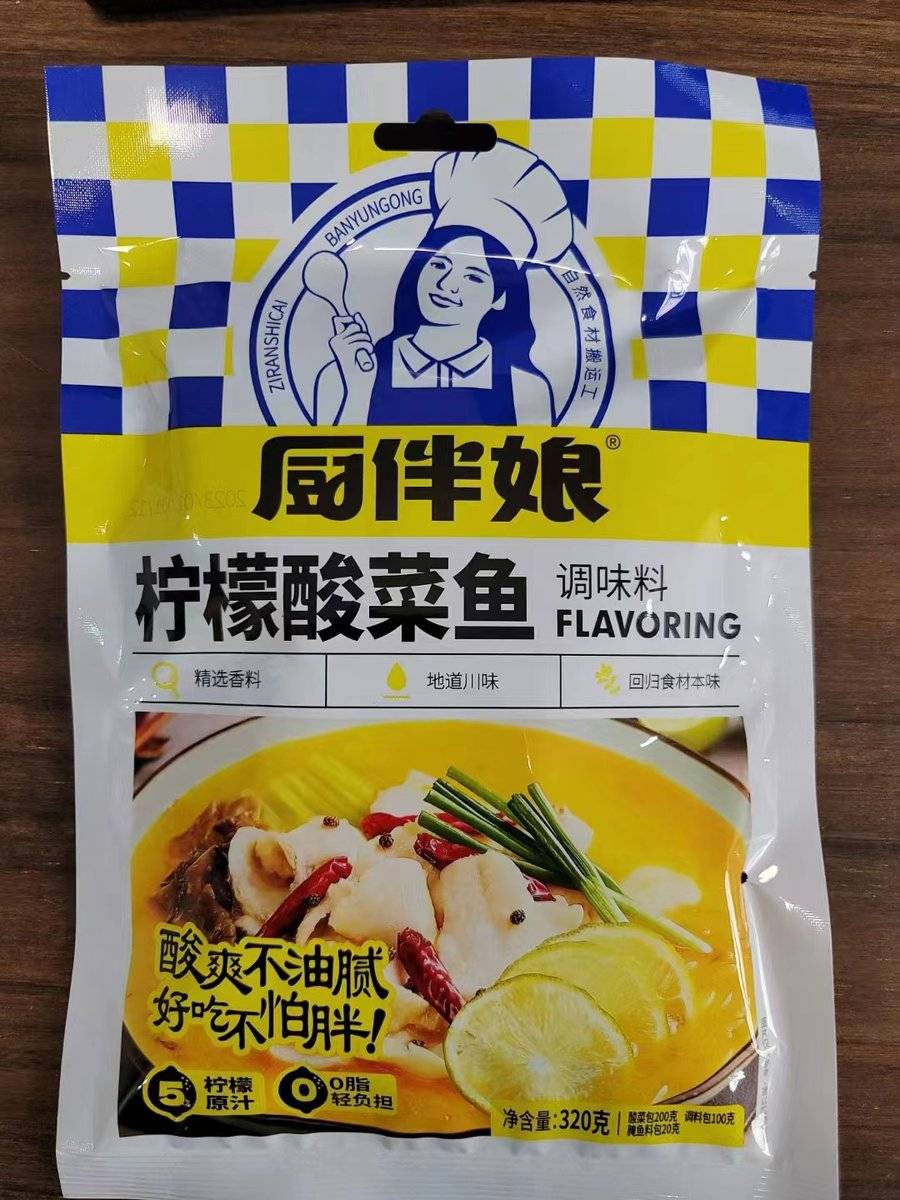 BANYUNGONG
ZIRANSHICAI
自然食材搬运工
厨伴娘®
柠檬酸菜鱼
调味料
FLAVORING
精选香料
地道川味
回归食材本味
酸爽不油腻
好吃不怕胖!
5% 柠檬原汁
0 0脂轻负担
净含量:320克
酸菜包200克 调料包100克
腌鱼料包20克